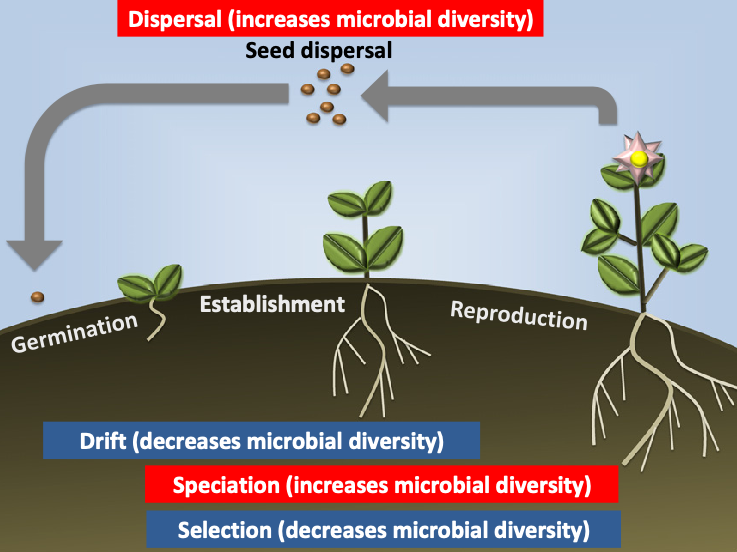 Dispersal (increases microbial diversity)
Seed dispersal
Germination
Establishment
Reproduction
Drift (decreases microbial diversity)
Speciation (increases microbial diversity)
Selection (decreases microbial diversity)